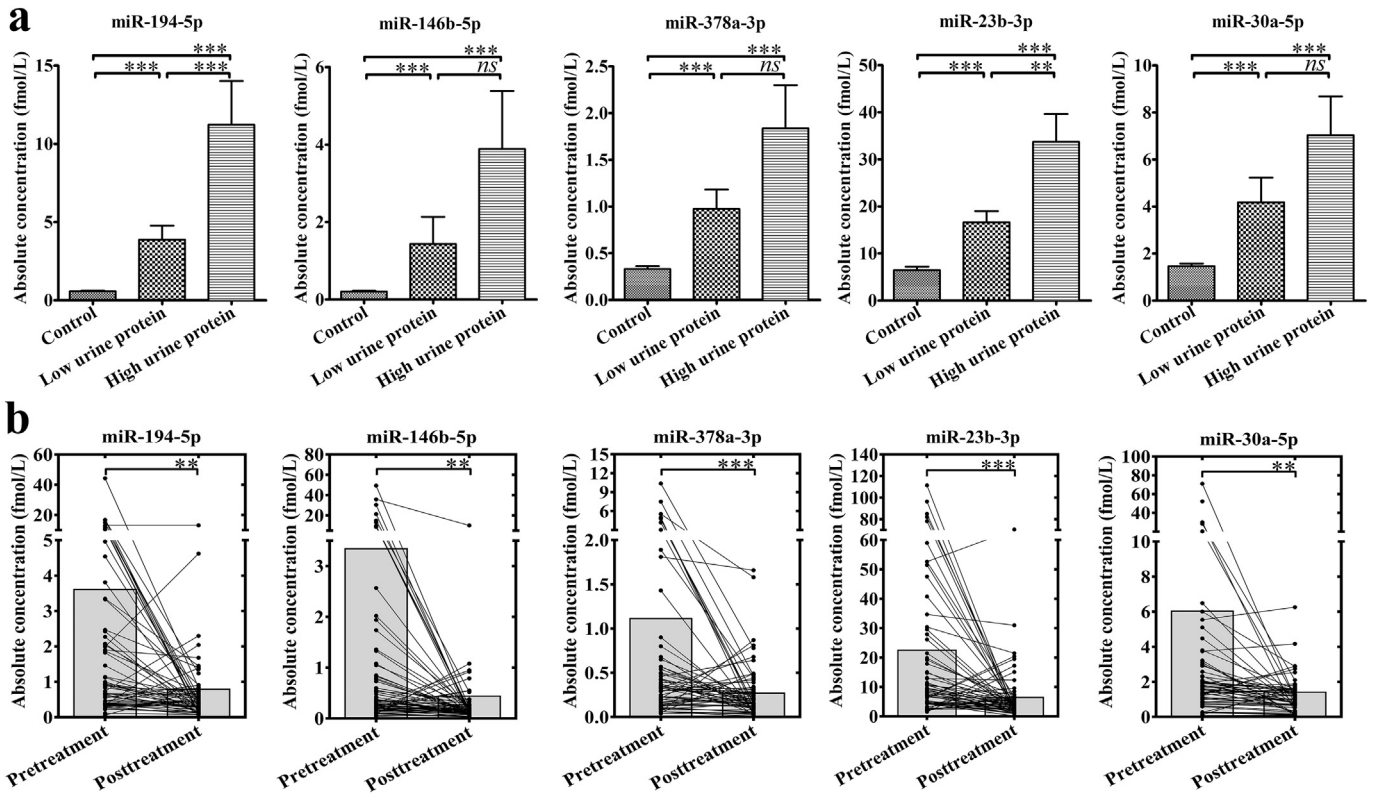 a
miR-194-5p miR-146b-5p miR-378a-3p miR-23b-3p miR-30a-5p
*** *** *** *** ***
*** *** *** ns *** ns *** ** *** ns
Absolute concentration (fmol/L)
15
10
5
0
Control
Low urine protein
High urine protein
Absolute concentration (fmol/L)
6
4
2
0
Control
Low urine protein
High urine protein
Absolute concentration (fmol/L)
2.5
2.0
1.5
1.0
0.5
0.0
Control
Low urine protein
High urine protein
Absolute concentration (fmol/L)
50
40
30
20
10
0
Control
Low urine protein
High urine protein
Absolute concentration (fmol/L)
10
8
6
4
2
0
Control
Low urine protein
High urine protein
b
miR-194-5p miR-146b-5p miR-378a-3p miR-23b-3p miR-30a-5p
** ** *** *** **
Absolute concentration (fmol/L)
60
40
20
5
4
3
2
1
0
Pretreatment
Posttreatment
Absolute concentration (fmol/L)
80
60
40
20
3
2
1
0
Pretreatment
Posttreatment
Absolute concentration (fmol/L)
15
12
9
6
2.0
1.5
1.0
0.5
0.0
Pretreatment
Posttreatment
Absolute concentration (fmol/L)
140
120
100
80
60
50
40
30
20
10
0
Pretreatment
Posttreatment
Absolute concentration (fmol/L)
100
80
60
40
10
8
6
4
2
0
Pretreatment
Posttreatment